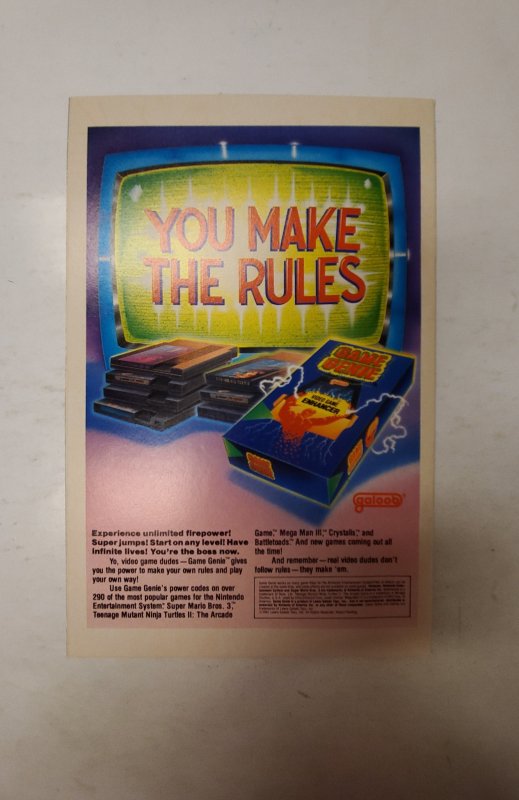 YOU MAKE
THE RULES
GAME
GENIE
VIDEO GAME
ENHANCER
galoob
Experience unlimited firepower!
Super jumps! Start on any level! Have
infinite lives! You're the boss now.
Yo, video game dudes — Game Genie™ gives
you the power to make your own rules and play
your own way!
Use Game Genie's power codes on over
290 of the most popular games for the Nintendo
Entertainment System.® Super Mario Bros. 3,™
Teenage Mutant Ninja Turtles II: The Arcade
Game,™ Mega Man III,™ Crystalis,™ and
Battletoads.™ And new games coming out all
the time!
And remember — real video dudes don't
follow rules — they make 'em.